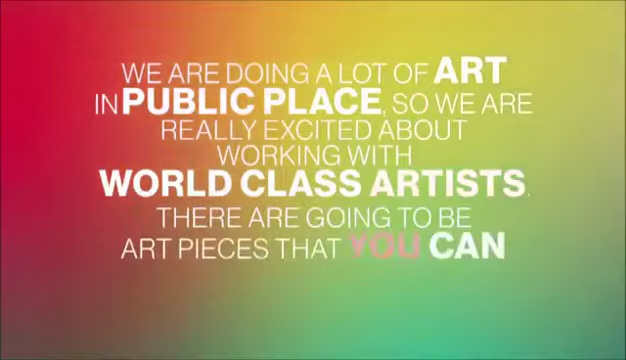 WE ARE DOING A LOT OF ART
IN PUBLIC PLACE, SO WE ARE
REALLY EXCITED ABOUT
WORKING WITH
WORLD CLASS ARTISTS.
THERE ARE GOING TO BE
ART PIECES THAT YOU CAN